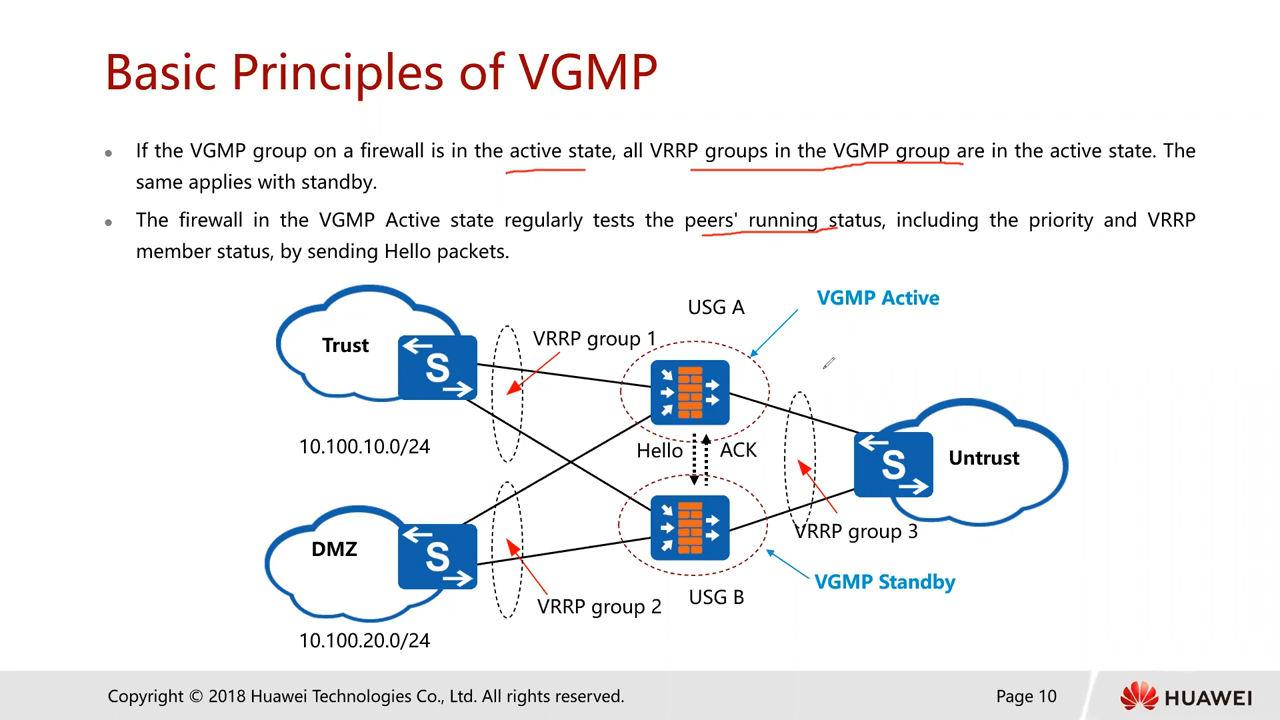 Basic Principles of VGMP
If the VGMP group on a firewall is in the active state, all VRRP groups in the VGMP group are in the active state. The
same applies with standby.
The firewall in the VGMP Active state regularly tests the peers' running status, including the priority and VRRP
member status, by sending Hello packets.
USG A
VGMP Active
VRRP group 1
Trust
S
10.100.10.0/24
Hello
ACK
S
Untrust
VRRP group 3
DMZ
S
VRRP group 2
USG B
VGMP Standby
10.100.20.0/24
Copyright © 2018 Huawei Technologies Co., Ltd. All rights reserved.
Page 10
HUAWEI